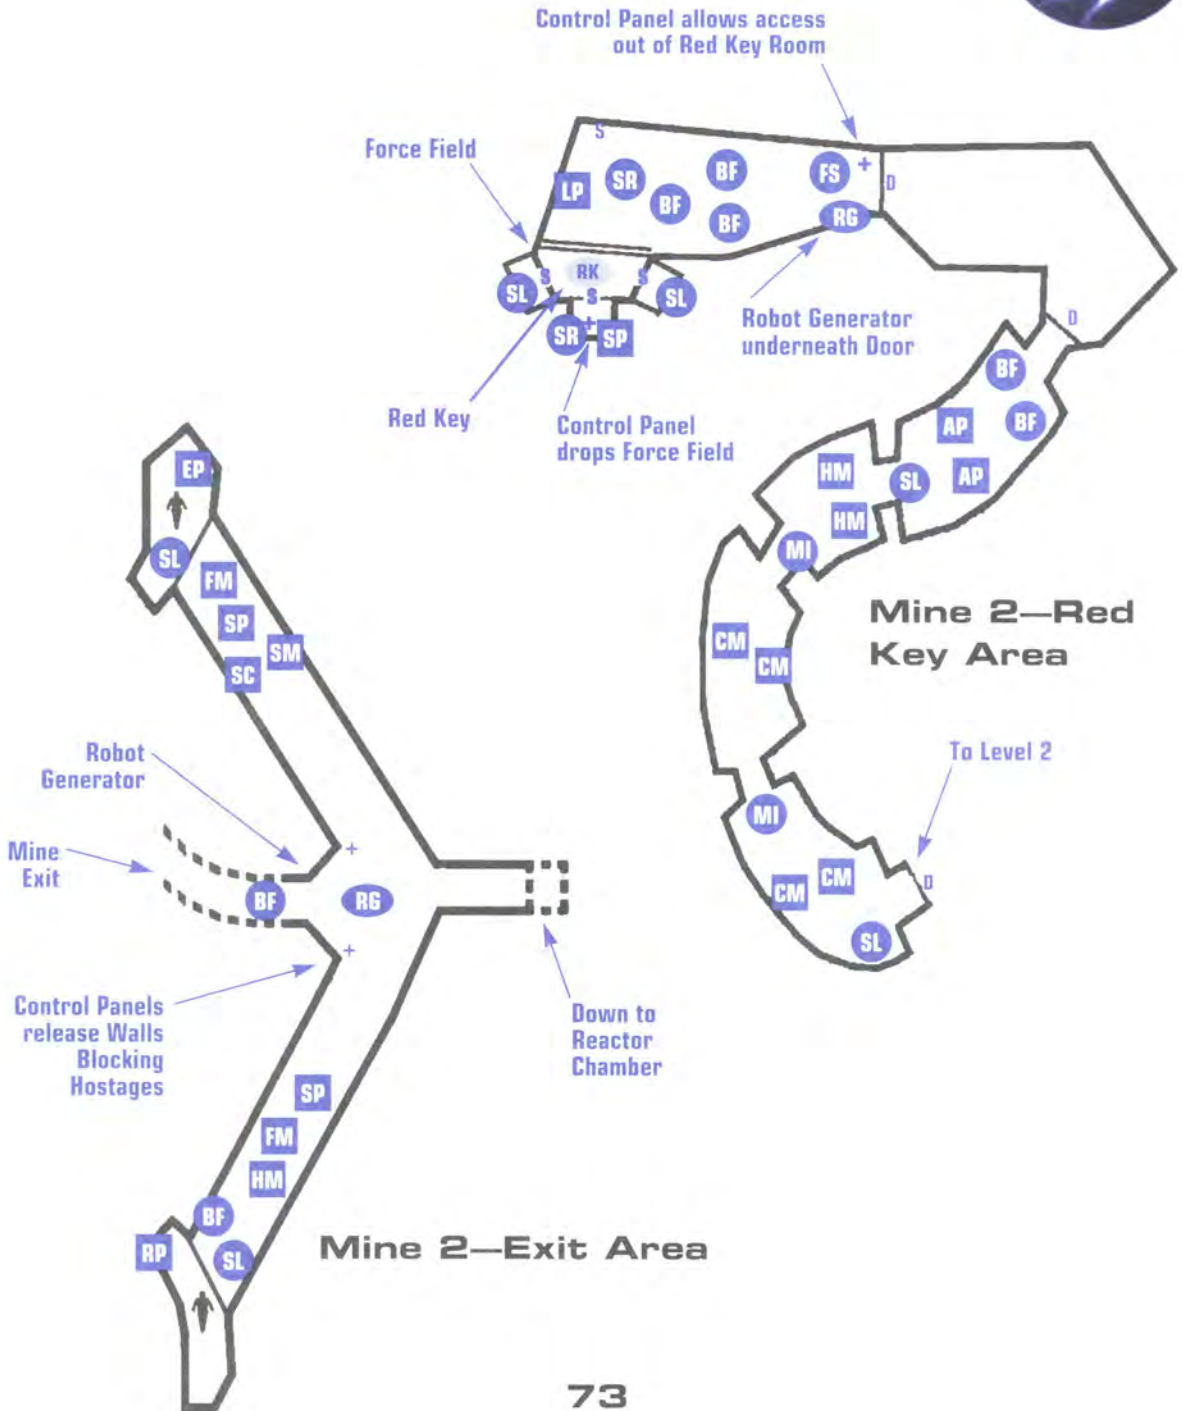 Control Panel allows access
out of Red Key Room
Force Field
S
LP
SR
BF
BF
BF
FS
+
D
RG
RK
S
S
S
SL
SL
+
SR
SP
Robot Generator
underneath Door
D
Red Key
Control Panel
drops Force Field
BF
BF
AP
AP
SL
HM
HM
MI
CM
CM
Mine 2—Red
Key Area
To Level 2
MI
CM
CM
D
SL
EP
SL
FM
SP
SM
SC
Robot
Generator
Mine
Exit
+
BF
RG
+
Control Panels
release Walls
Blocking
Hostages
Down to
Reactor
Chamber
SP
FM
HM
BF
RP
SL
Mine 2—Exit Area
73